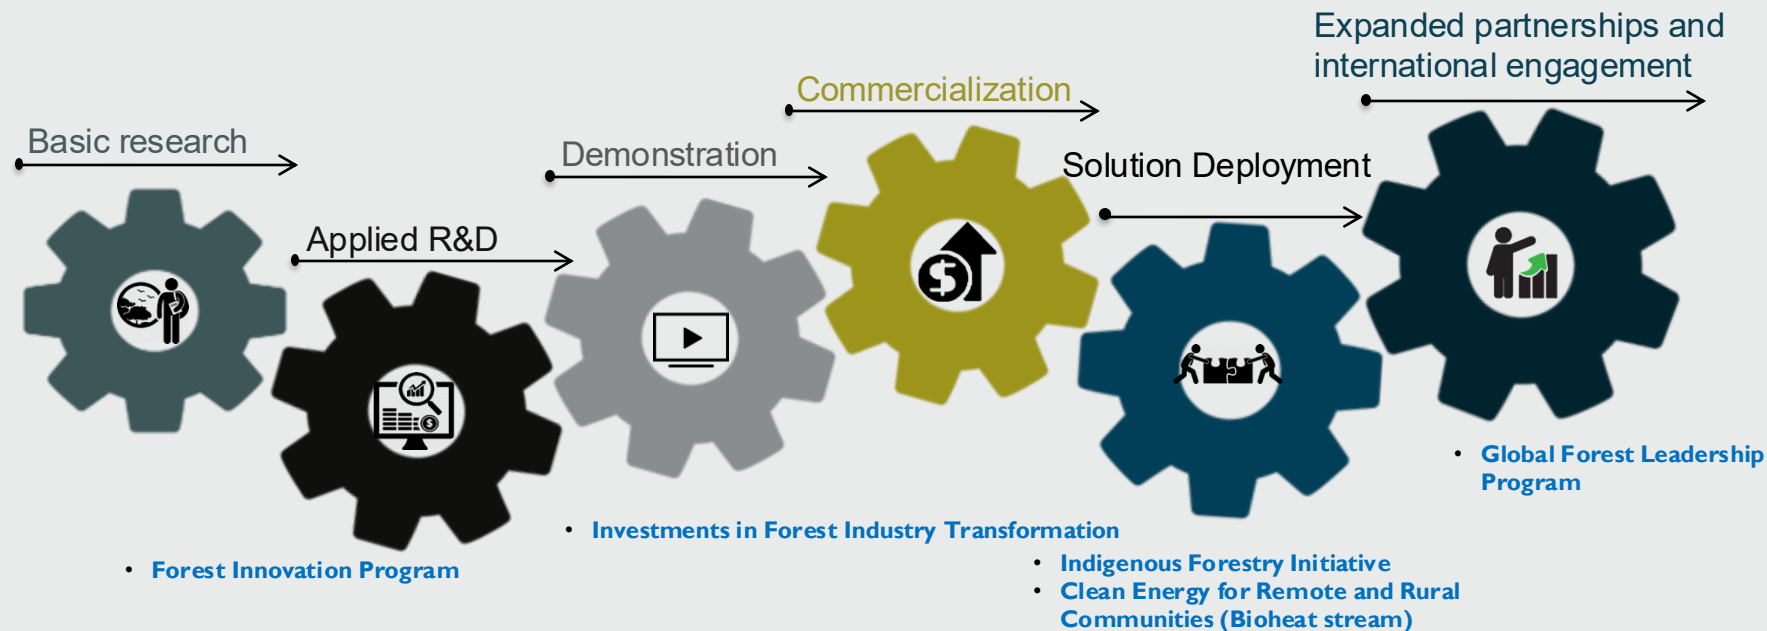 Basic research
Applied R&D
Demonstration
Commercialization
Solution Deployment
Expanded partnerships and
international engagement
$
$
• Forest Innovation Program
• Investments in Forest Industry Transformation
• Indigenous Forestry Initiative
• Clean Energy for Remote and Rural
Communities (Bioheat stream)
• Global Forest Leadership
Program